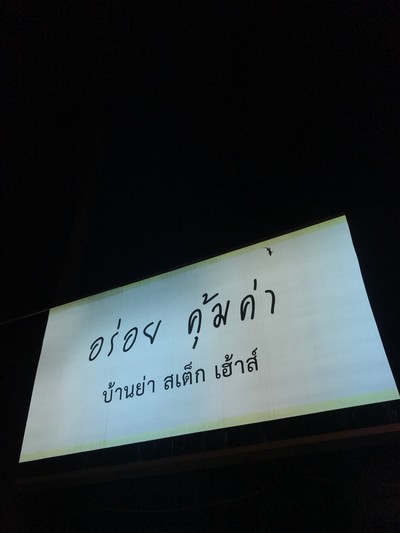 อร่อย คุ้มค่า
บ้านย่า สเต็ก เฮ้าส์